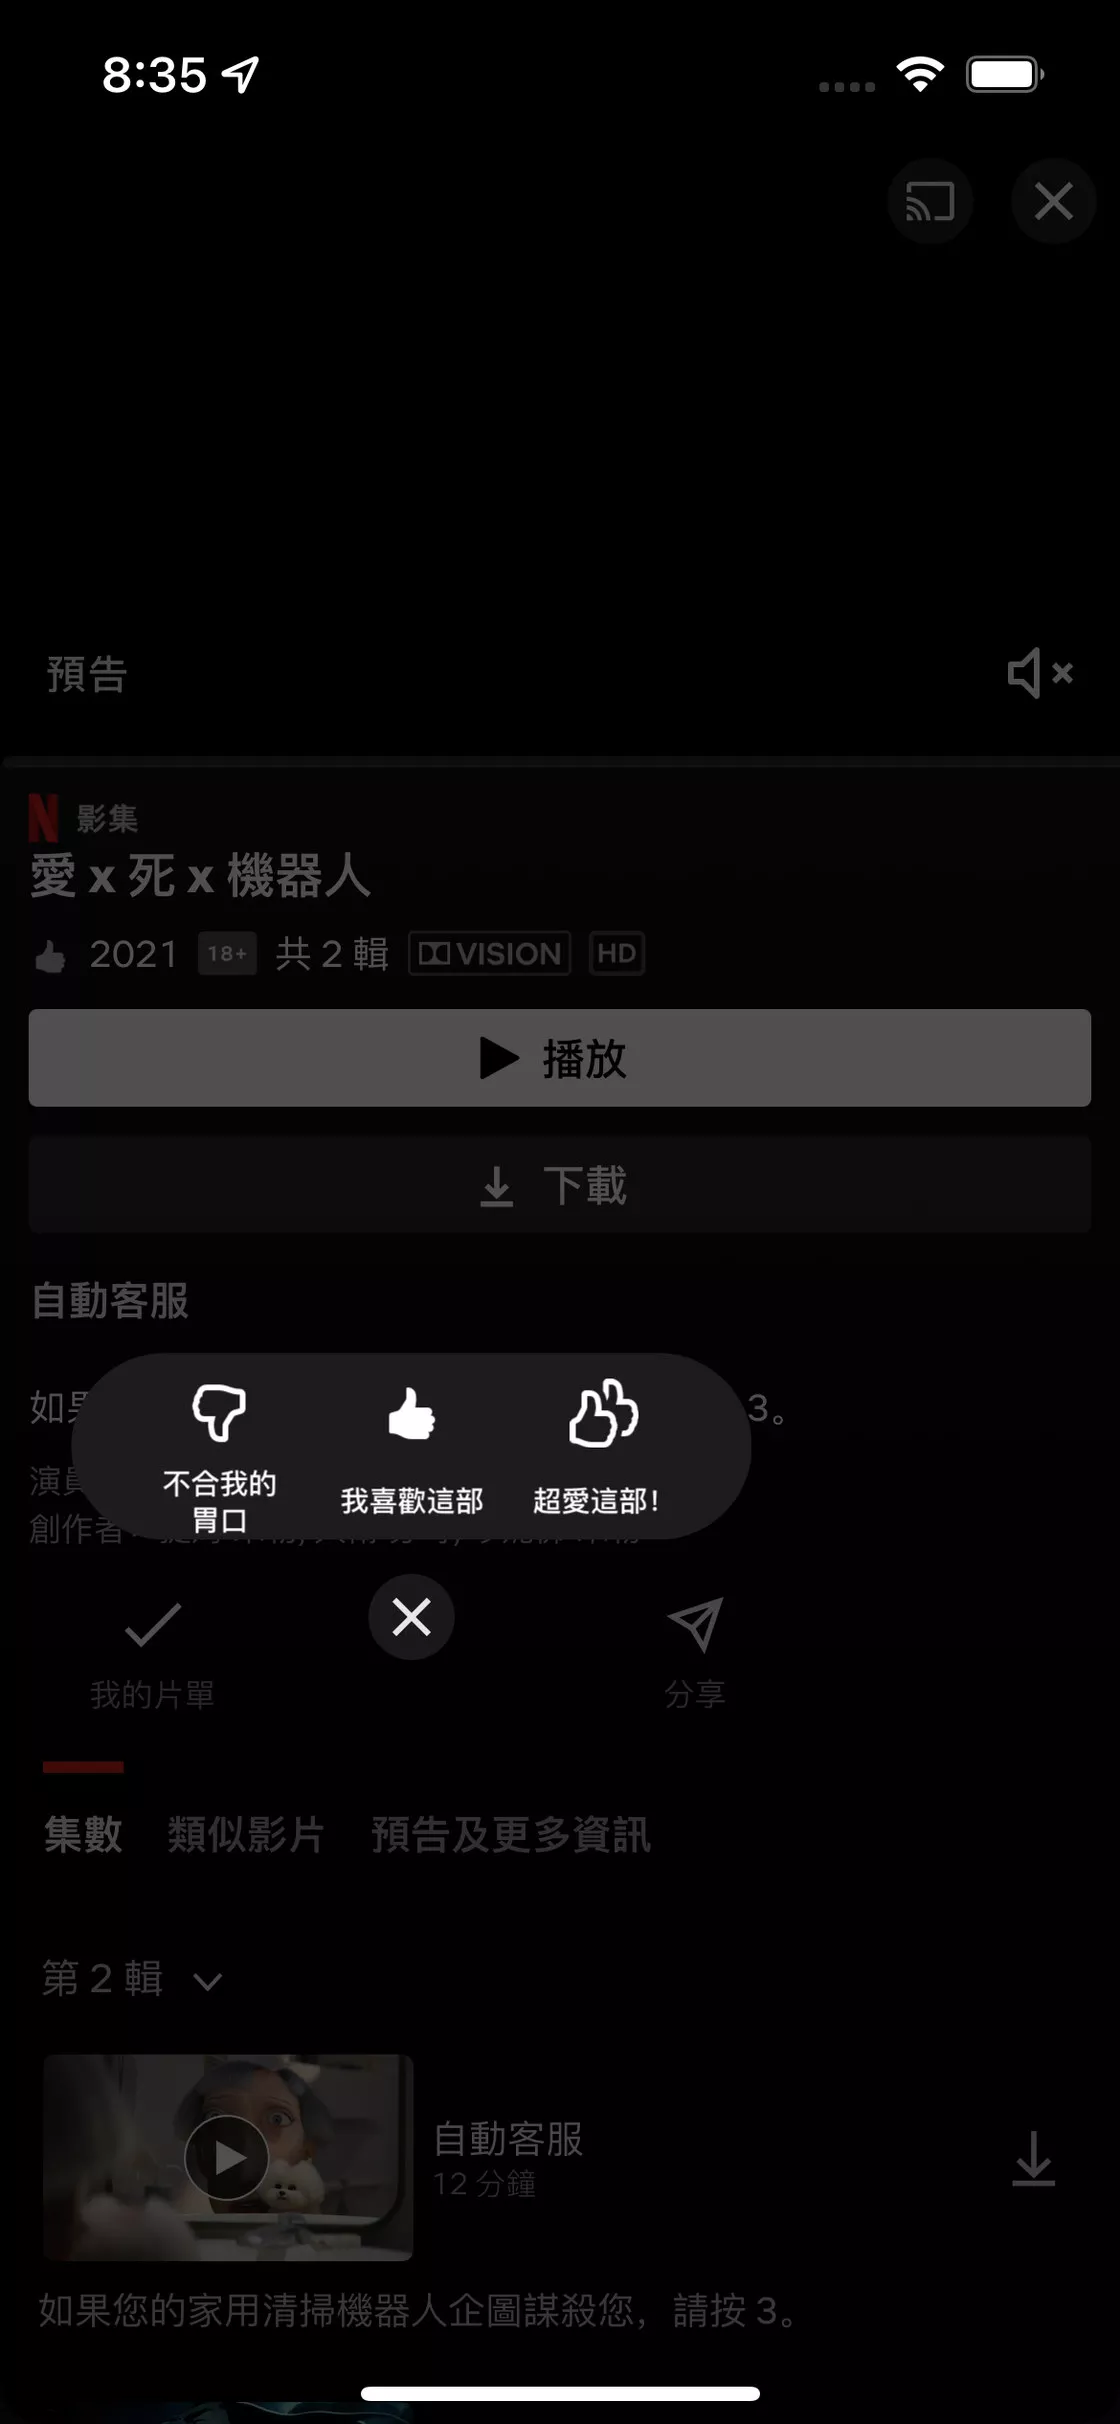 8:35
預告
N 影集
愛 x 死 x 機器人
2021 18+ 共 2 輯 VISION HD
播放
下載
自動客服
如 3。
不合我的
胃口
我喜歡這部
超愛這部!
演員
創作者
我的片單
分享
集數 類似影片 預告及更多資訊
第 2 輯
自動客服
12 分鐘
如果您的家用清掃機器人企圖謀殺您，請按 3。